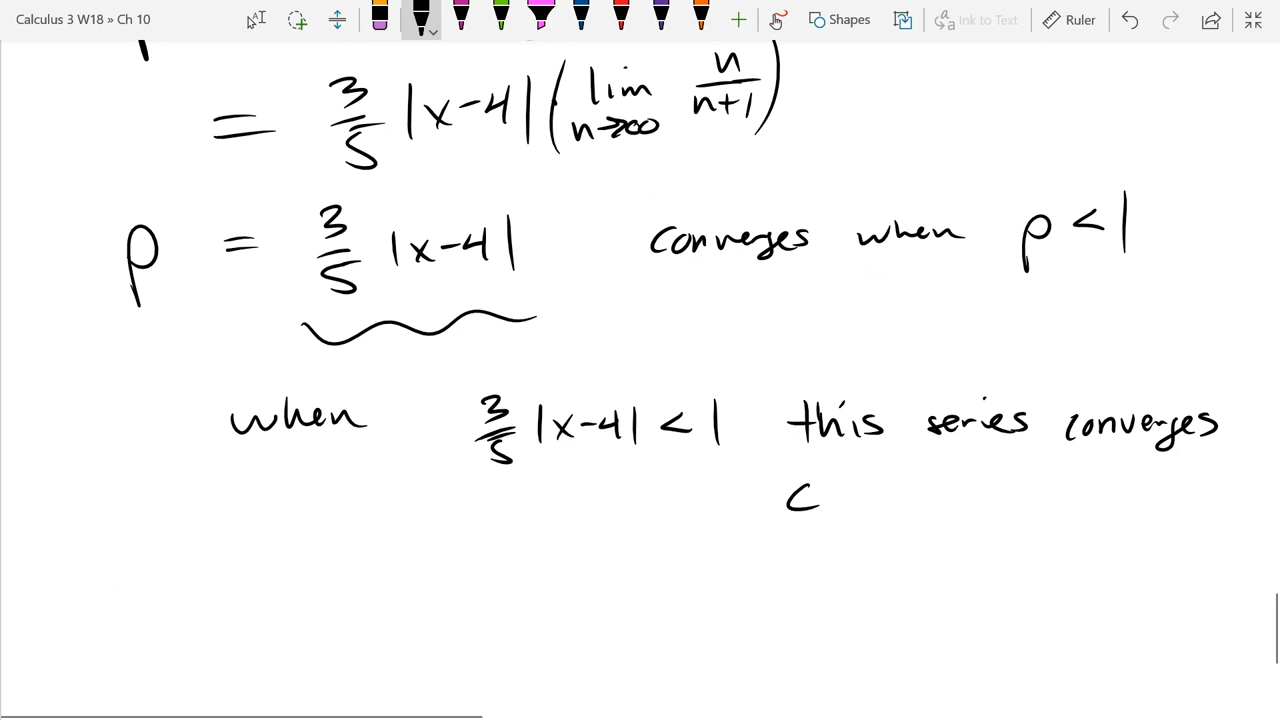 Calculus 3 W18 » Ch 10
Shapes
Ink to Text
Ruler
= 3/5 |x-4| ( lim n→∞ n/(n+1) )
ρ = 3/5 |x-4| converges when ρ < 1
when 3/5 |x-4| < 1 this series converges
C